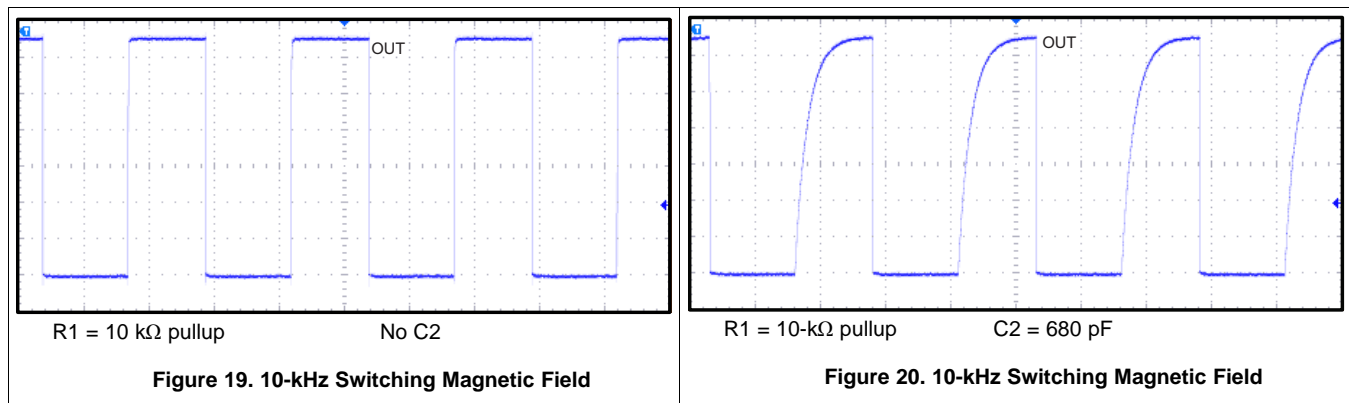 T
OUT
R1 = 10 kΩ pullup No C2
Figure 19. 10-kHz Switching Magnetic Field
T
OUT
R1 = 10-kΩ pullup C2 = 680 pF
Figure 20. 10-kHz Switching Magnetic Field